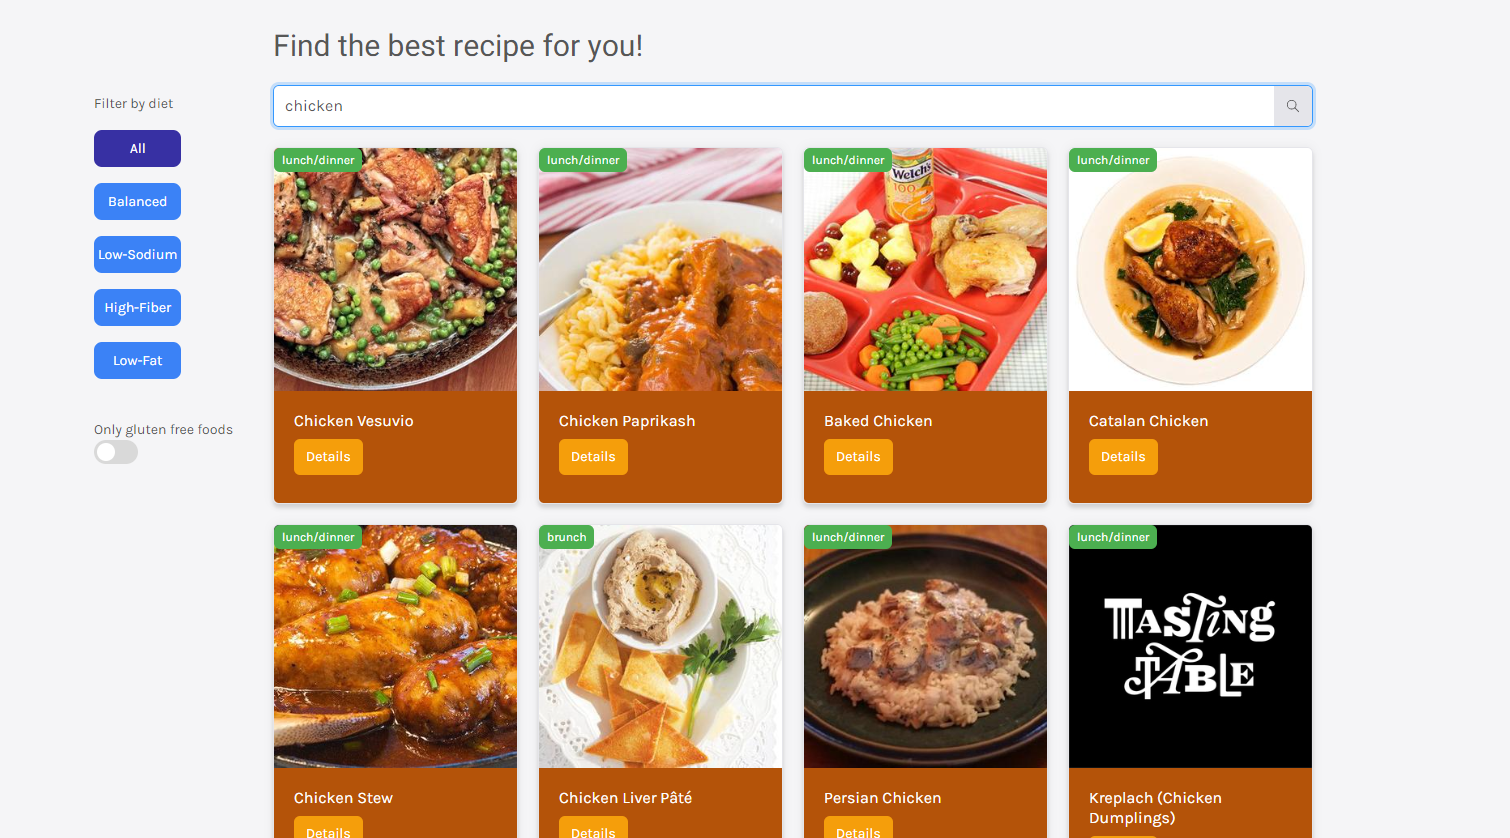 Find the best recipe for you!
Filter by diet
chicken
All
Balanced
Low-Sodium
High-Fiber
Low-Fat
Only gluten free foods
lunch/dinner
lunch/dinner
lunch/dinner
lunch/dinner
Welch's
100
Chicken Vesuvio
Chicken Paprikash
Baked Chicken
Catalan Chicken
Details
Details
Details
Details
lunch/dinner
brunch
lunch/dinner
lunch/dinner
TASTING
TABLE
Chicken Stew
Chicken Liver Pâté
Persian Chicken
Kreplach (Chicken
Dumplings)
Details
Details
Details